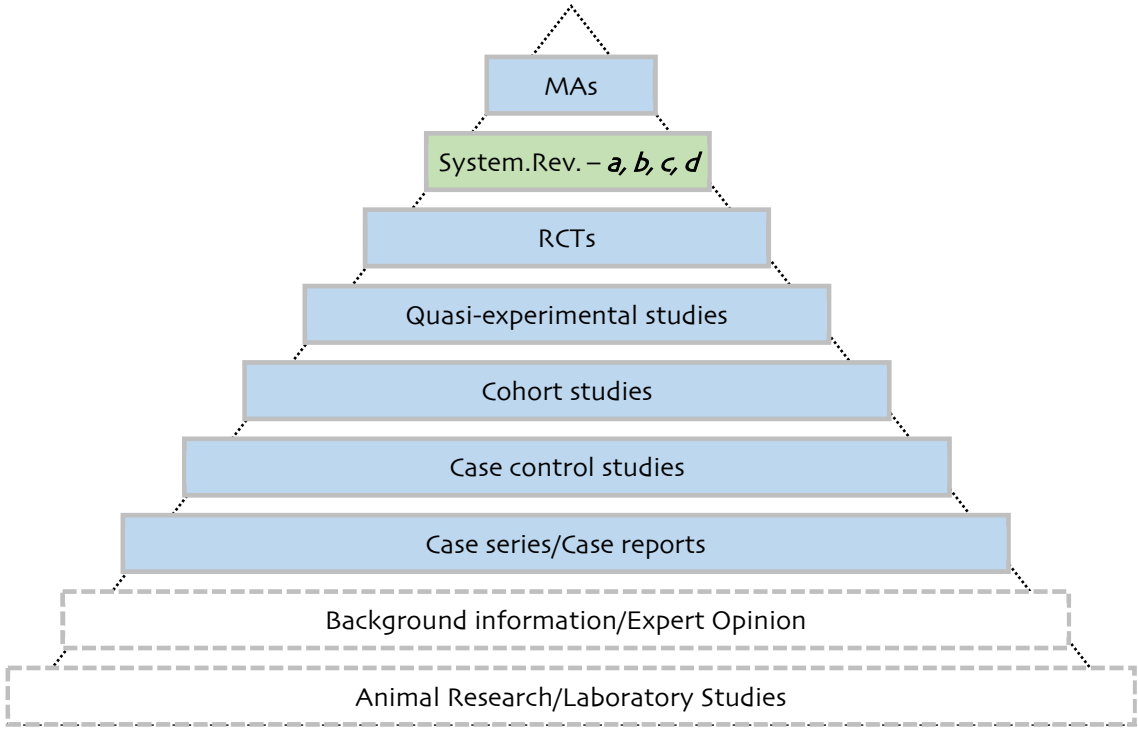 MAs
System.Rev. – a, b, c, d
RCTs
Quasi-experimental studies
Cohort studies
Case control studies
Case series/Case reports
Background information/Expert Opinion
Animal Research/Laboratory Studies